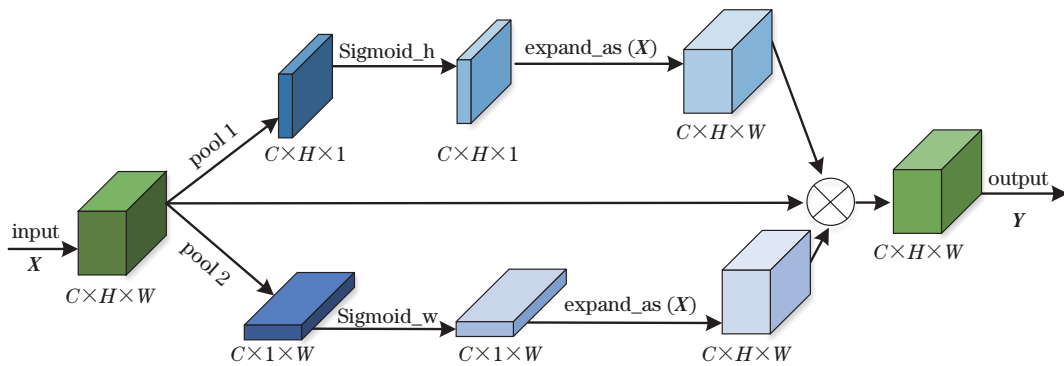 Sigmoid_h
expand_as (X)
pool 1
C×H×1
C×H×1
C×H×W
input
X
C×H×W
output
Y
C×H×W
pool 2
Sigmoid_w
expand_as (X)
C×1×W
C×1×W
C×H×W